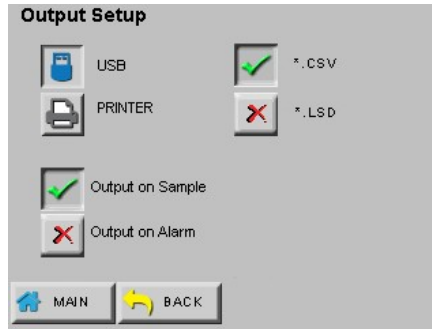 Output Setup
USB
*.CSV
PRINTER
*.LSD
Output on Sample
Output on Alarm
MAIN
BACK